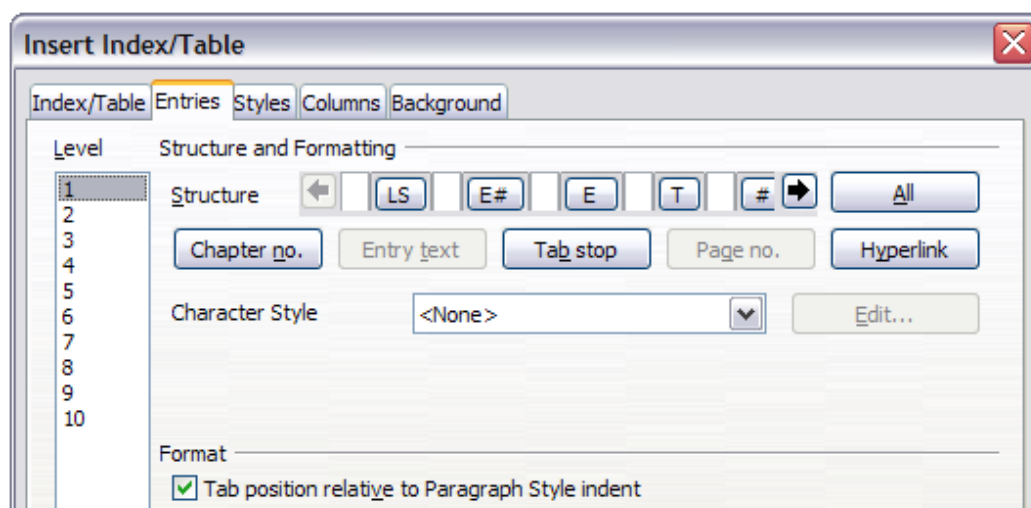 Insert Index/Table
Index/Table Entries Styles Columns Background
Level Structure and Formatting
1
2
3
4
5
6
7
8
9
10
Structure LS E# E T # All
Chapter no. Entry text Tab stop Page no. Hyperlink
Character Style <None> Edit...
Format
Tab position relative to Paragraph Style indent